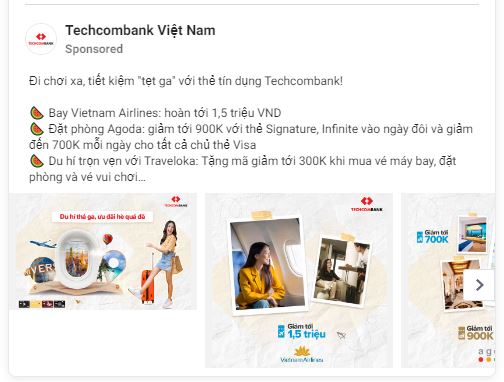 Techcombank Việt Nam
TECHCOMBANK
Sponsored
Đi chơi xa, tiết kiệm "tẹt ga" với thẻ tín dụng Techcombank!
🍉 Bay Vietnam Airlines: hoàn tới 1,5 triệu VND
🍉 Đặt phòng Agoda: giảm tới 900K với thẻ Signature, Infinite vào ngày đôi và giảm
đến 700K mỗi ngày cho tất cả chủ thẻ Visa
🍉 Du hí trọn vẹn với Traveloka: Tặng mã giảm tới 300K khi mua vé máy bay, đặt
phòng và vé vui chơi...
TECHCOMBANK
Du hí thả ga, ưu đãi hè quá đã
TECHCOMBANK
Giảm tới
1,5 triệu
Vietnam Airlines
Giảm tới
700K
Giảm tới
900K